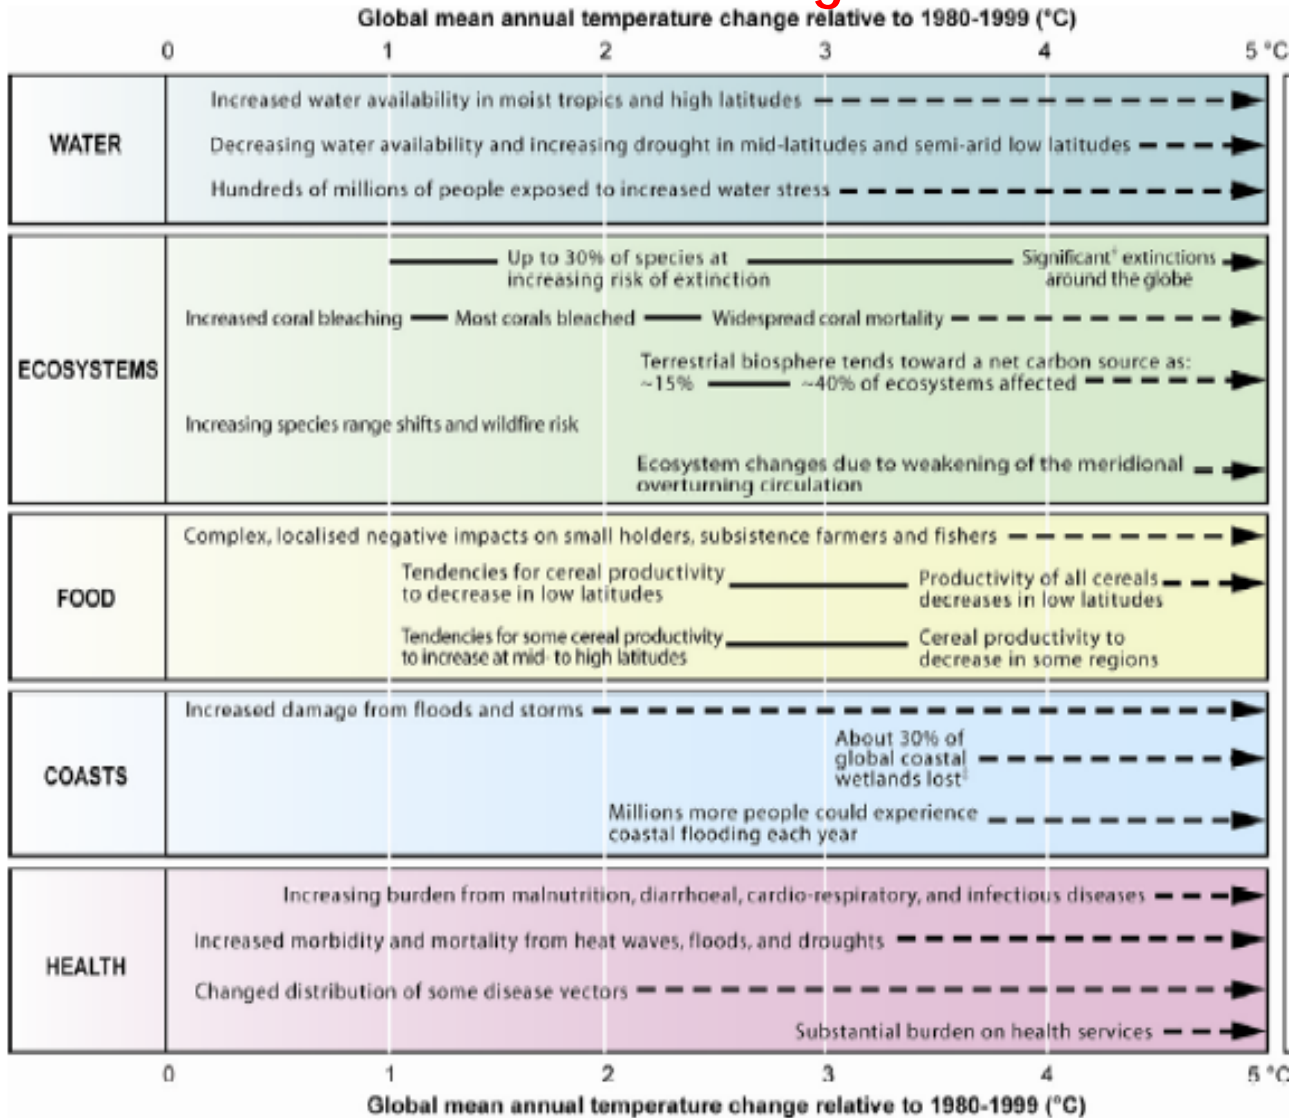 Global mean annual temperature change relative to 1980-1999 (°C)
0 1 2 3 4 5 °C
WATER
Increased water availability in moist tropics and high latitudes
Decreasing water availability and increasing drought in mid-latitudes and semi-arid low latitudes
Hundreds of millions of people exposed to increased water stress
ECOSYSTEMS
Up to 30% of species at
increasing risk of extinction
Significant† extinctions
around the globe
Increased coral bleaching Most corals bleached Widespread coral mortality
Terrestrial biosphere tends toward a net carbon source as:
~15% ~40% of ecosystems affected
Increasing species range shifts and wildfire risk
Ecosystem changes due to weakening of the meridional
overturning circulation
FOOD
Complex, localised negative impacts on small holders, subsistence farmers and fishers
Tendencies for cereal productivity
to decrease in low latitudes
Productivity of all cereals
decreases in low latitudes
Tendencies for some cereal productivity
to increase at mid- to high latitudes
Cereal productivity to
decrease in some regions
COASTS
Increased damage from floods and storms
About 30% of
global coastal
wetlands lost‡
Millions more people could experience
coastal flooding each year
HEALTH
Increasing burden from malnutrition, diarrhoeal, cardio-respiratory, and infectious diseases
Increased morbidity and mortality from heat waves, floods, and droughts
Changed distribution of some disease vectors
Substantial burden on health services
0 1 2 3 4 5 °C
Global mean annual temperature change relative to 1980-1999 (°C)